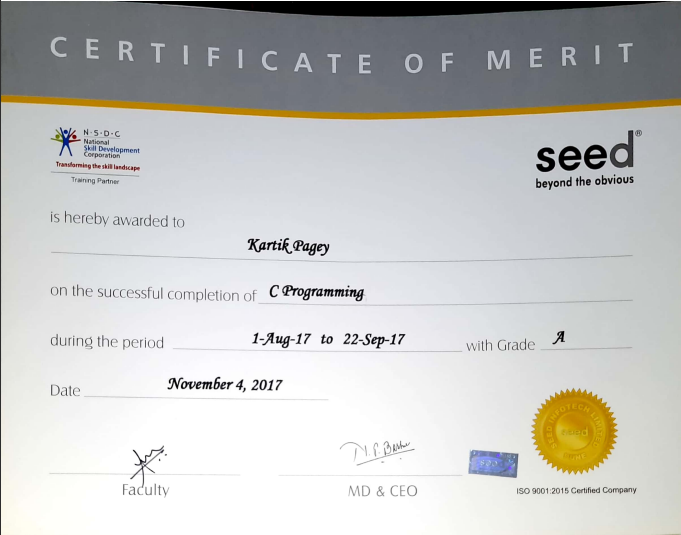 CERTIFICATE OF MERIT
N·S·D·C
National
Skill Development
Corporation
Transforming the skill landscape
Training Partner
seed®
beyond the obvious
is hereby awarded to
Kartik Pagey
on the successful completion of C Programming
during the period 1-Aug-17 to 22-Sep-17 with Grade A
Date November 4, 2017
Faculty
MD & CEO
seed
ISO 9001:2015 Certified Company